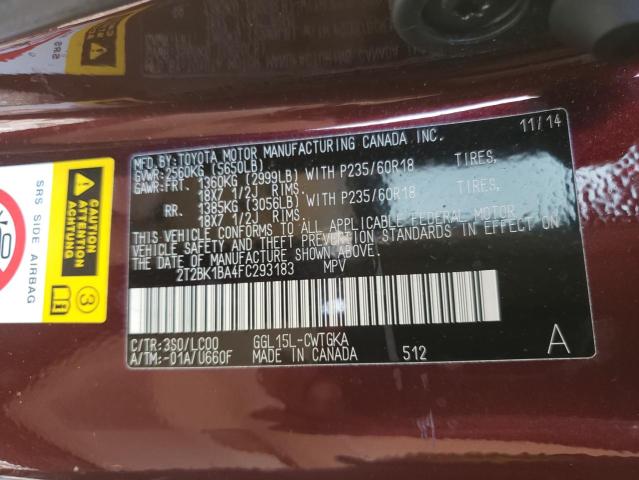 MFD.BY:TOYOTA MOTOR MANUFACTURING CANADA INC. 11/14
GVWR:2560KG (5650LB)
GAWR:FRT. 1360KG (2999LB) WITH P235/60R18 TIRES,
18X 7 1/2J RIMS.
RR. 1385KG (3056LB) WITH P235/60R18 TIRES,
18X7 1/2J RIMS.
THIS VEHICLE CONFORMS TO ALL APPLICABLE FEDERAL MOTOR
VEHICLE SAFETY AND THEFT PREVENTION STANDARDS IN EFFECT ON
THE DATE OF MANUFACTURE SHOWN ABOVE.
2T2BK1BA4FC293183 MPV
C/TR:3S0/LC00 GGL15L-CWTGKA A
A/TM:-01A/U660F MADE IN CANADA 512
SRS SIDE AIRBAG
ATTENTION
CAUTION
ACHTUNG
3